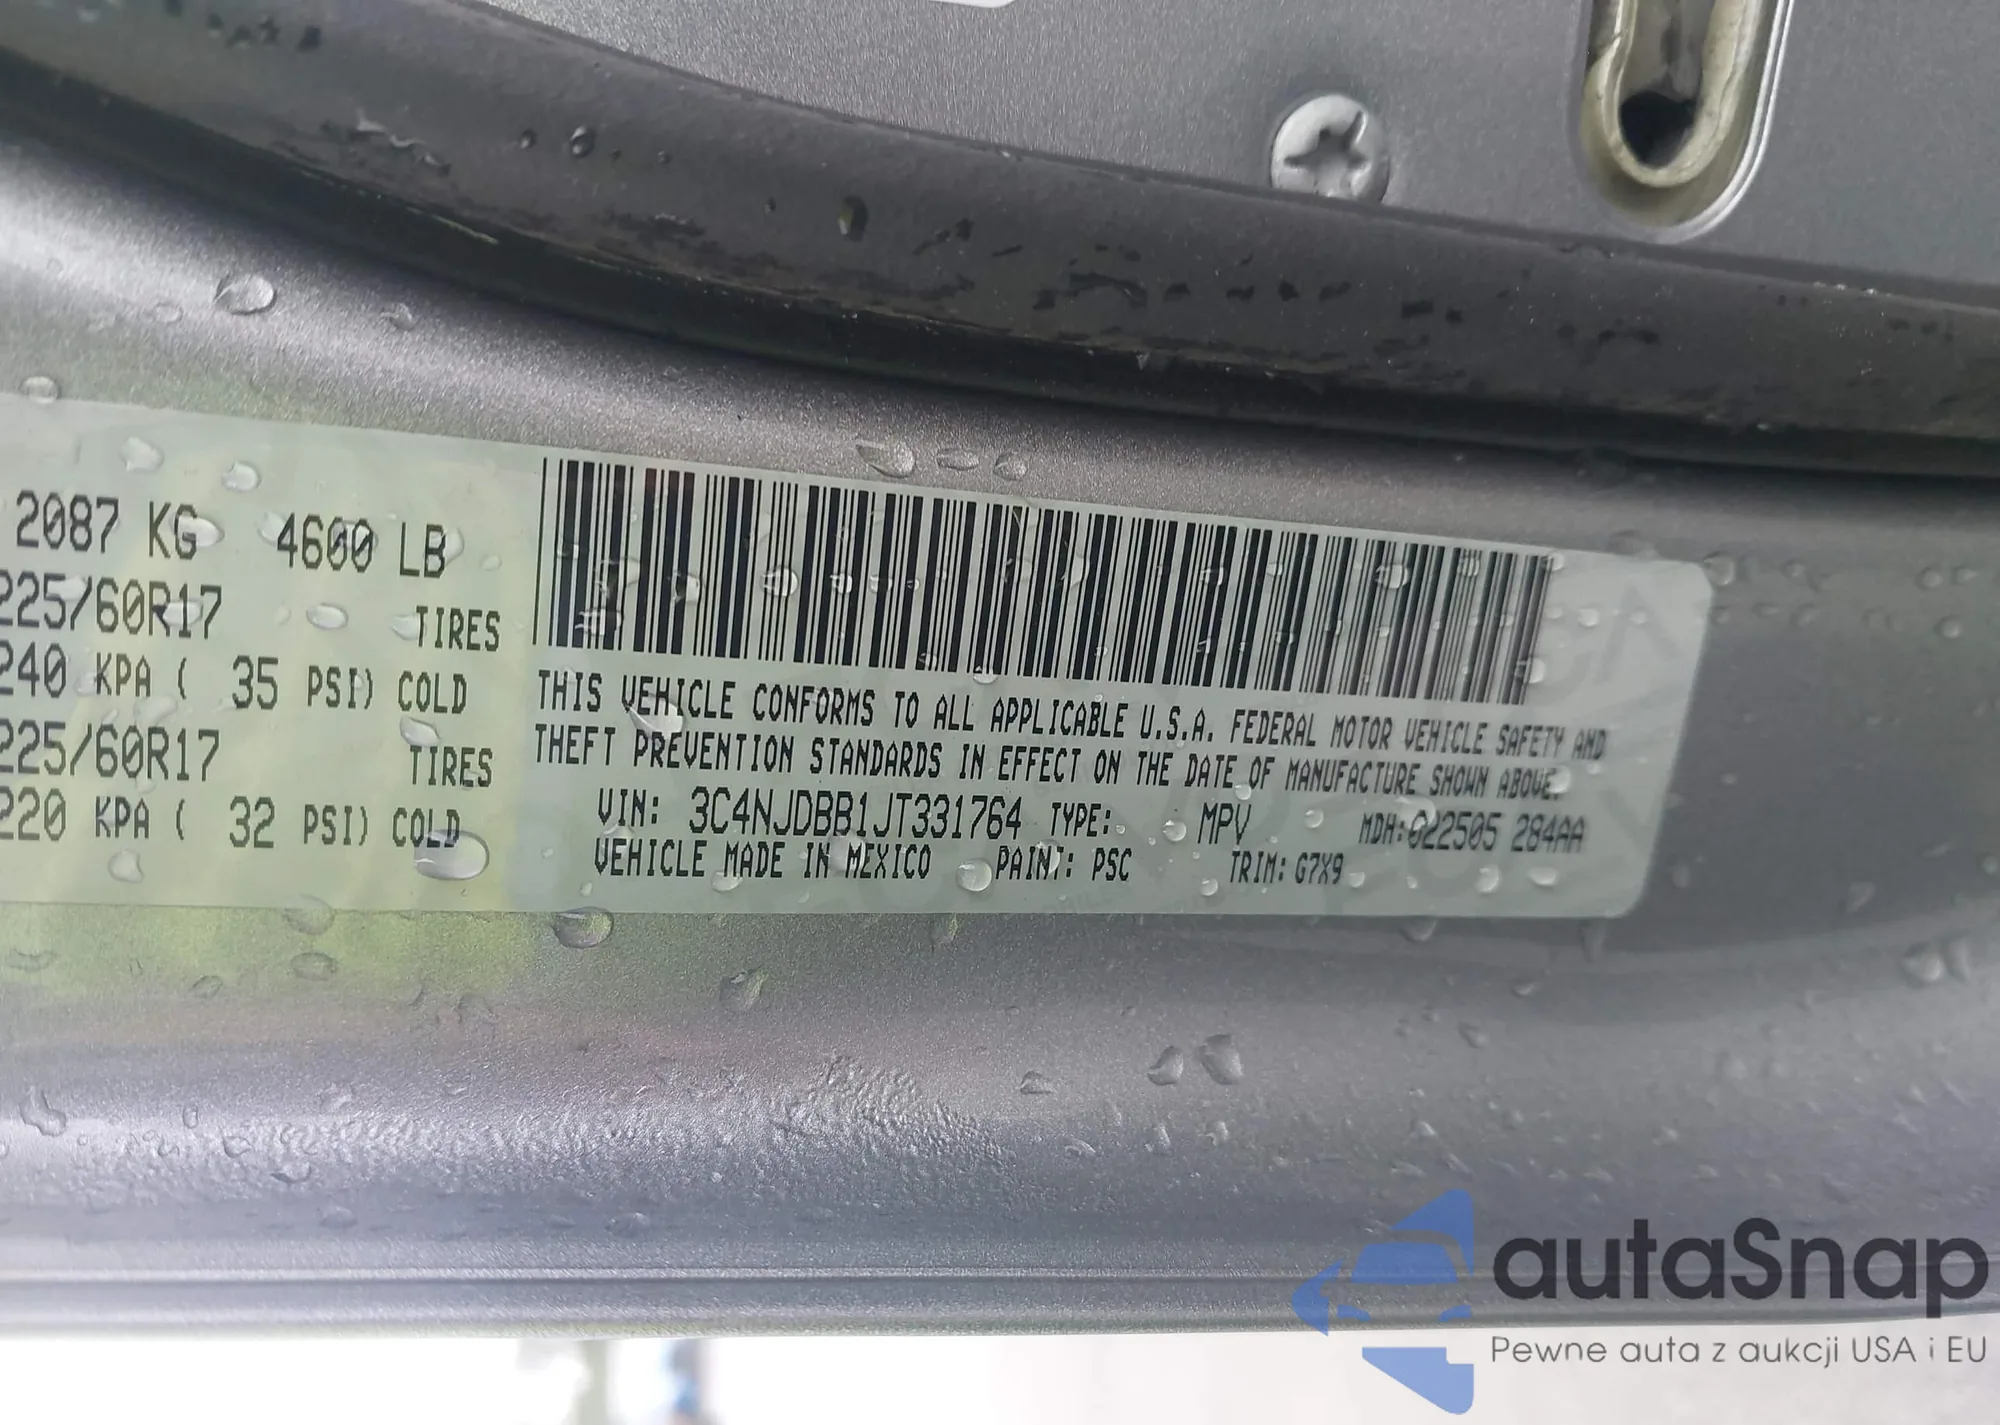 2087 KG 4600 LB
225/60R17 TIRES
240 KPA ( 35 PSI) COLD
225/60R17 TIRES
220 KPA ( 32 PSI) COLD
THIS VEHICLE CONFORMS TO ALL APPLICABLE U.S.A. FEDERAL MOTOR VEHICLE SAFETY AND
THEFT PREVENTION STANDARDS IN EFFECT ON THE DATE OF MANUFACTURE SHOWN ABOVE.
VIN: 3C4NJDBB1JT331764 TYPE: MPV MDH:022505 284AA
VEHICLE MADE IN MEXICO PAINT: PSC TRIM: G7X9
autaSnap
Pewne auta z aukcji USA i EU